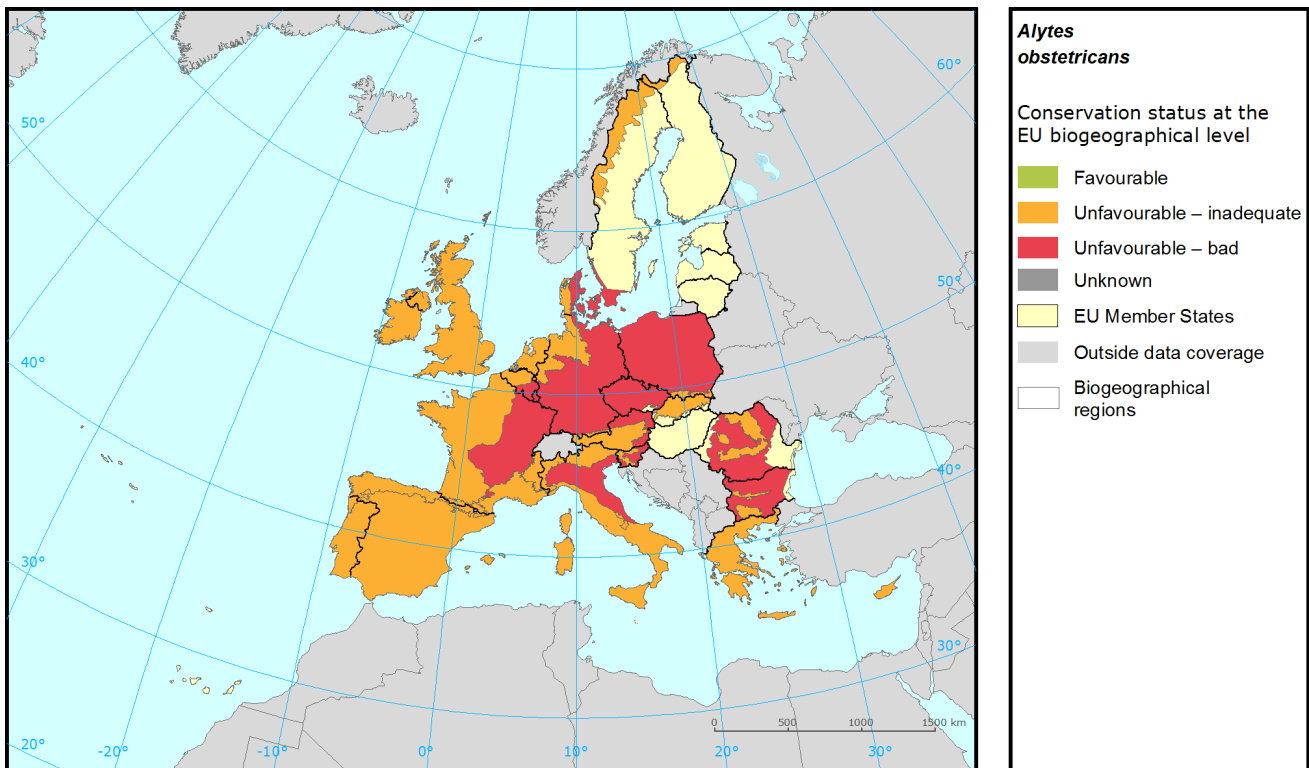 60°
50°
50°
40°
40°
30°
30°
20°
-20°
-10°
0°
10°
20°
30°
0
500
1000
1500 km
Alytes
obstetricans
Conservation status at the
EU biogeographical level
Favourable
Unfavourable – inadequate
Unfavourable – bad
Unknown
EU Member States
Outside data coverage
Biogeographical
regions